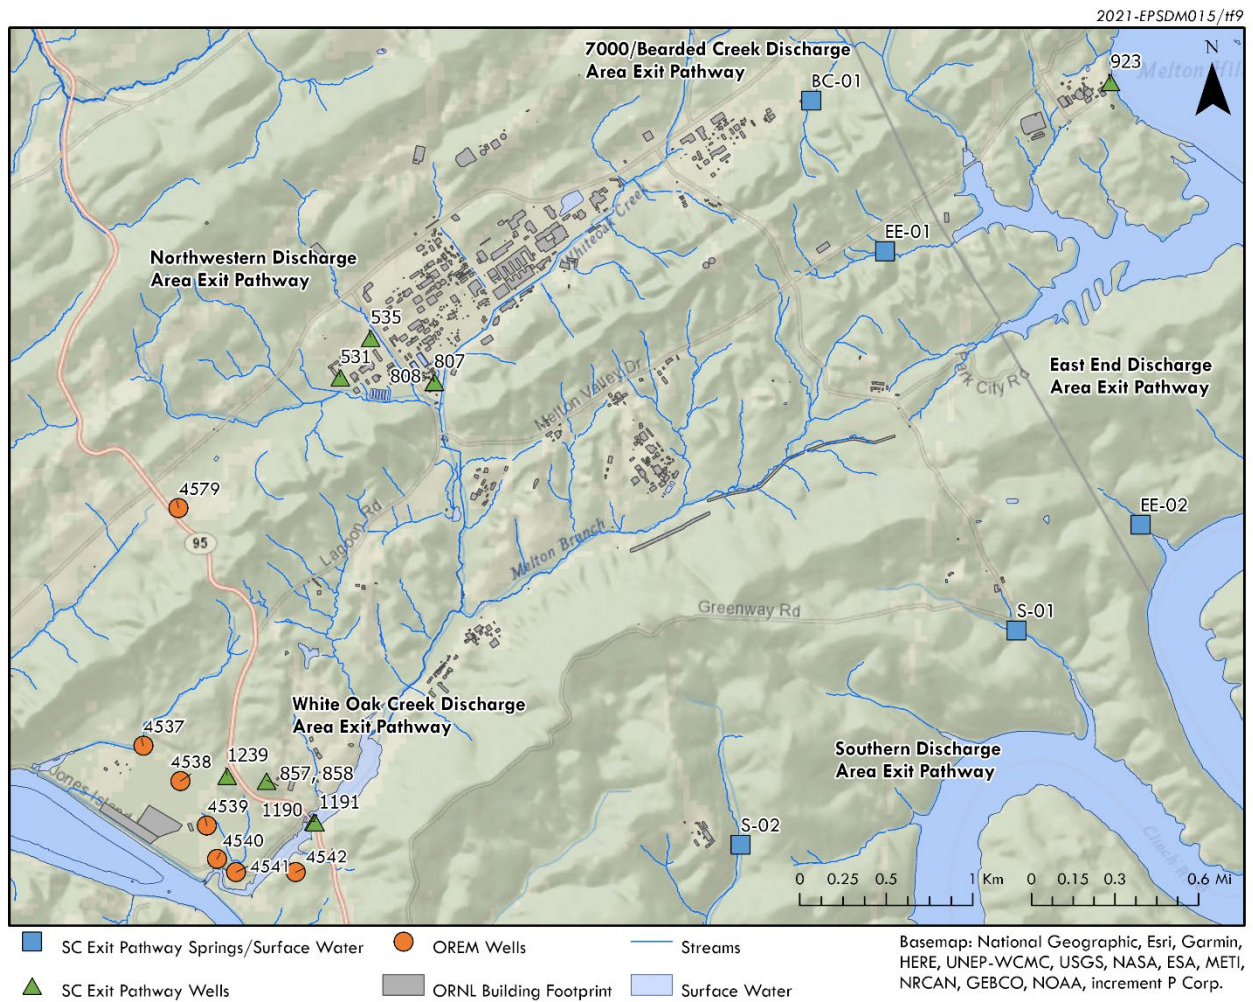 2021-EPSDM015/tf9
7000/Bearded Creek Discharge
Area Exit Pathway
N
923
Melton Hil
BC-01
Whiteoak Creek
EE-01
Northwestern Discharge
Area Exit Pathway
535
531
807
808
Melton Valley Dr
Park City Rd
East End Discharge
Area Exit Pathway
4579
95
Lagoon Rd
EE-02
Melton Branch
Greenway Rd
S-01
White Oak Creek Discharge
Area Exit Pathway
4537
4538
1239
857, 858
Southern Discharge
Area Exit Pathway
Jones Island
4539
1190
1191
4540
4541
4542
S-02
Clinch R
0 0.25 0.5 1 Km
0 0.15 0.3 0.6 Mi
SC Exit Pathway Springs/Surface Water
OREM Wells
Streams
SC Exit Pathway Wells
ORNL Building Footprint
Surface Water
Basemap: National Geographic, Esri, Garmin,
HERE, UNEP-WCMC, USGS, NASA, ESA, METI,
NRCAN, GEBCO, NOAA, increment P Corp.